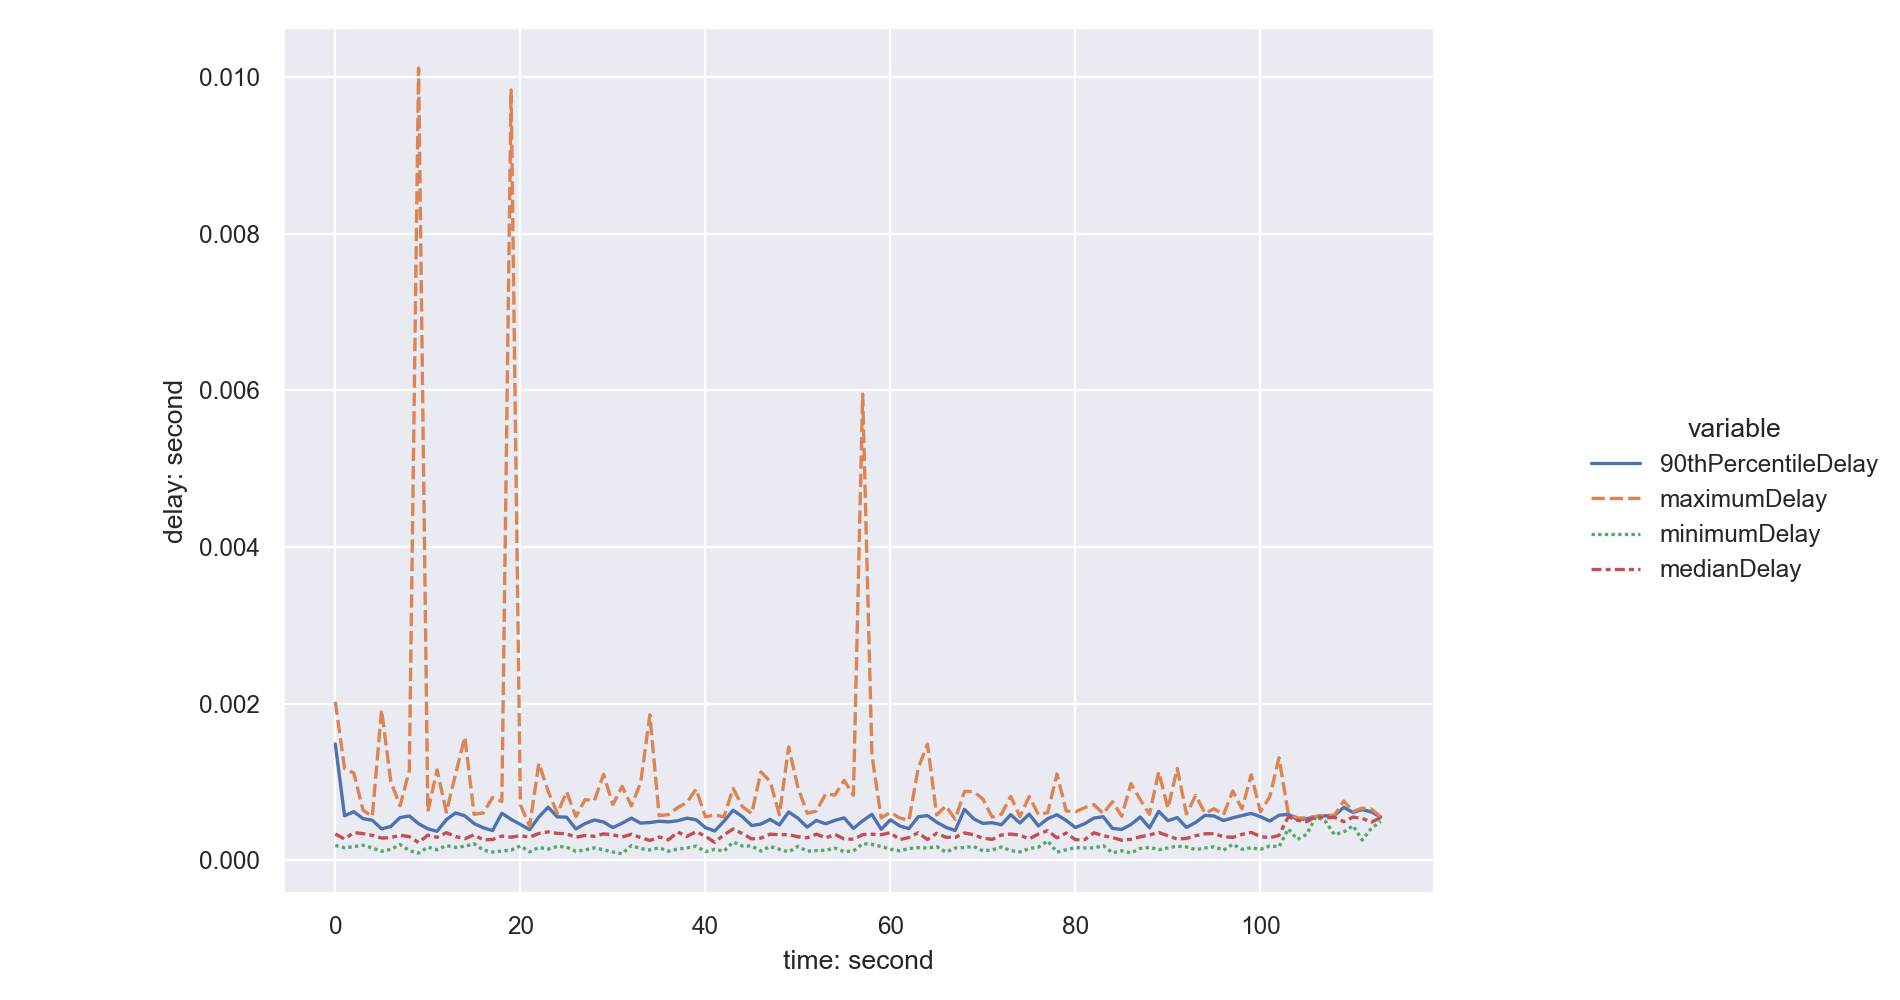 0.010
0.008
0.006
0.004
0.002
0.000
delay: second
0 20 40 60 80 100
time: second
variable
90thPercentileDelay
maximumDelay
minimumDelay
medianDelay